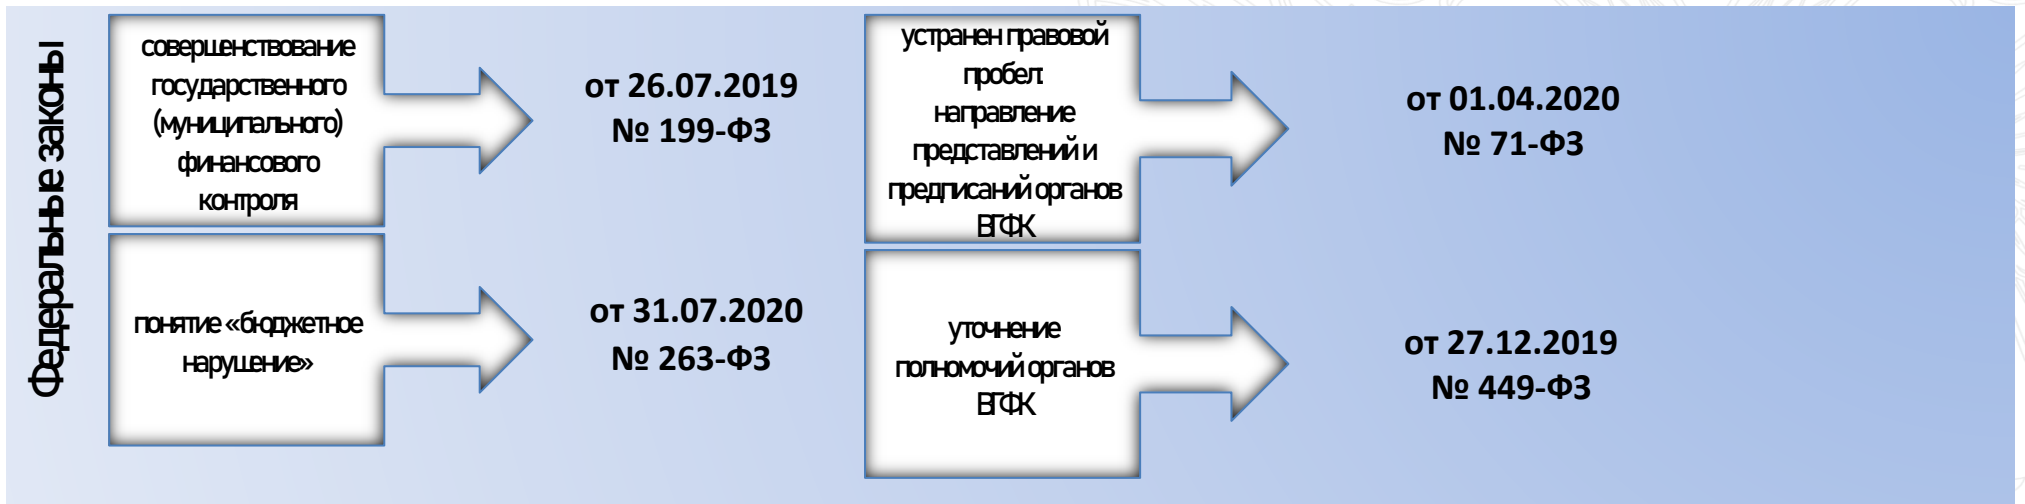 Федеральные законы
совершенствование
государственного
(муниципального)
финансового
контроля
от 26.07.2019
№ 199-ФЗ
понятие «бюджетное
нарушение»
от 31.07.2020
№ 263-ФЗ
устранен правовой
пробел:
направление
представлений и
предписаний органов
ВГФК
от 01.04.2020
№ 71-ФЗ
уточнение
полномочий органов
ВГФК
от 27.12.2019
№ 449-ФЗ